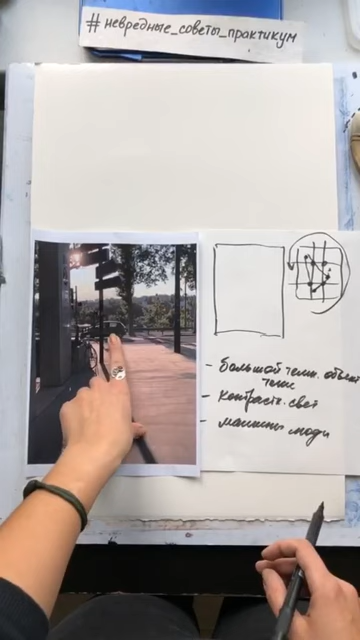 #невредные_советы_практикум
- Большой темн. объект
тени
- контрастн. свет
- машины люди